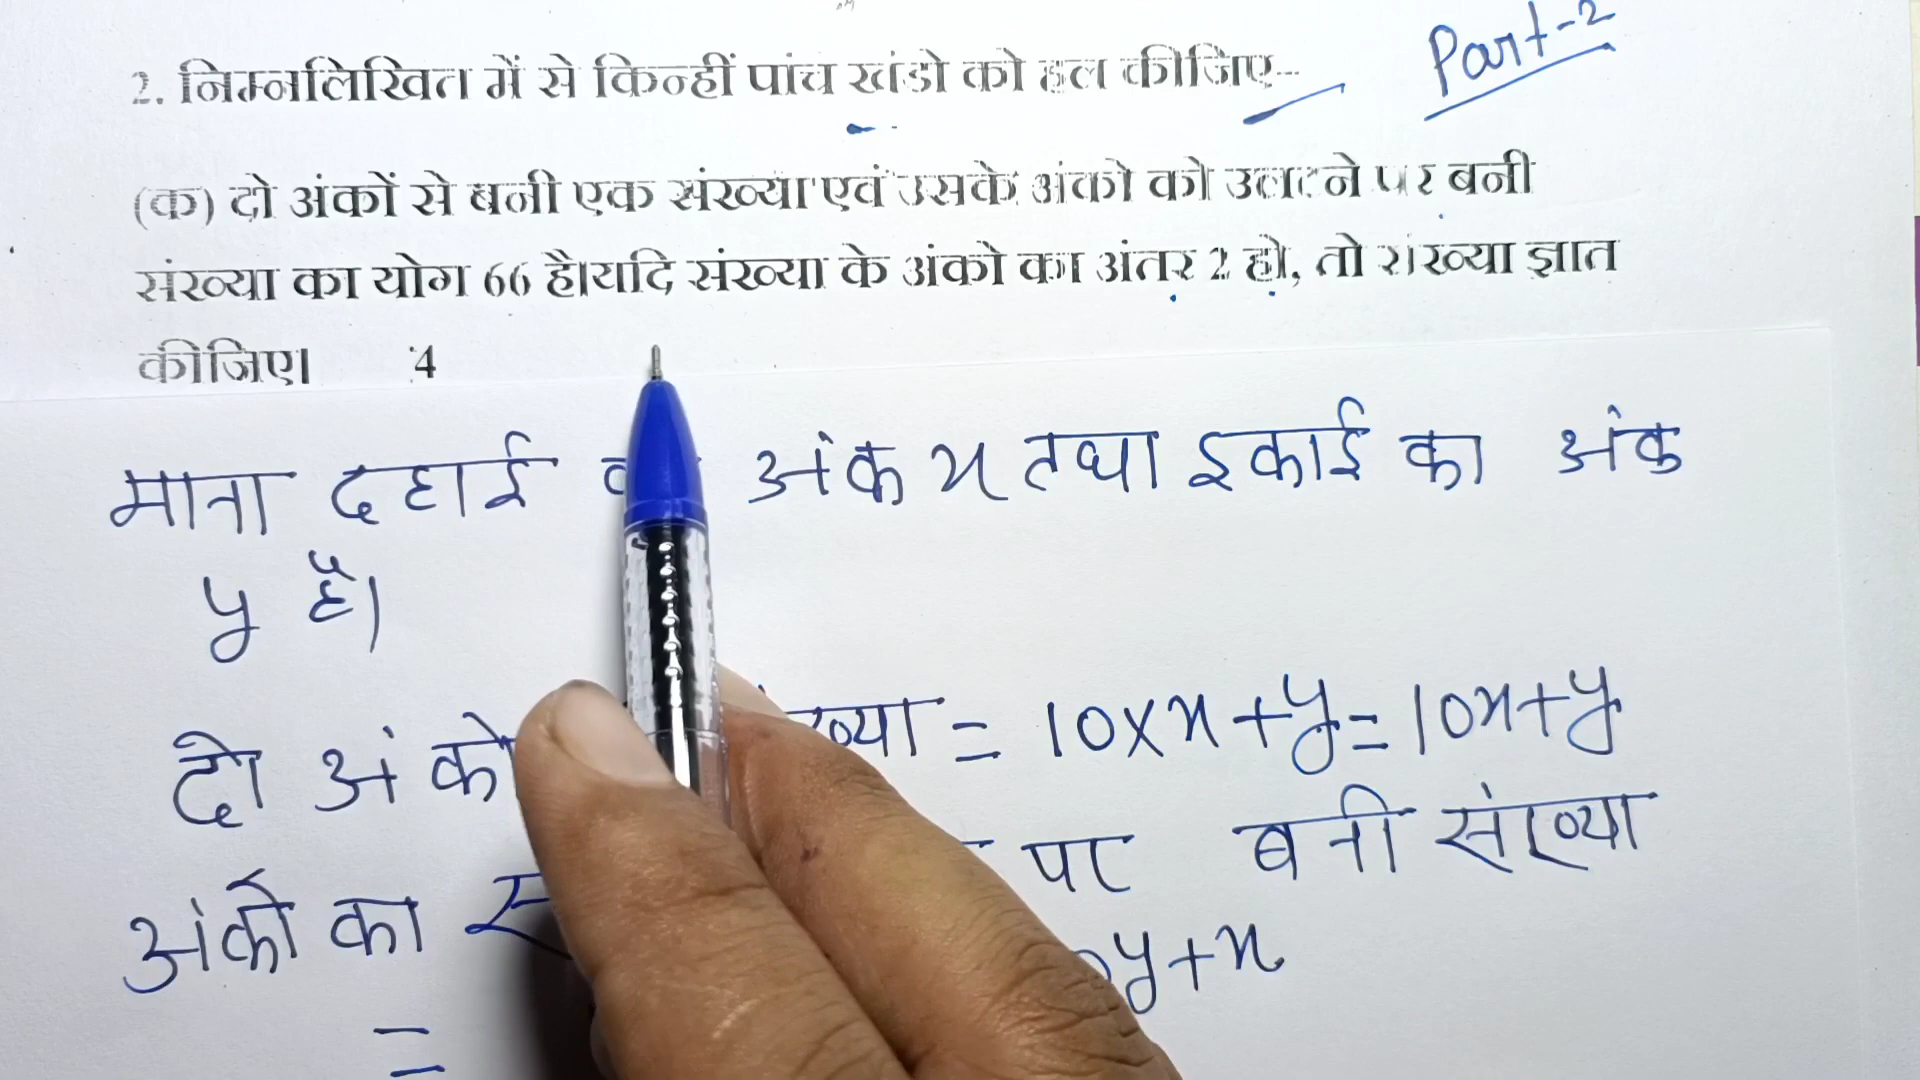 Part-2
2. निम्नलिखित में से किन्हीं पांच खंडो को हल कीजिए--
(क) दो अंकों से बनी एक संख्या एवं उसके अंको को उलटने पर बनी
संख्या का योग 66 है।यदि संख्या के अंको का अंतर 2 हो, तो संख्या ज्ञात
कीजिए। 4
माना दहाई अंक x तथा इकाई का अंक
y है।
दो अंको = 10×x+y = 10x+y
अंको का पर बनी संख्या
= y+x